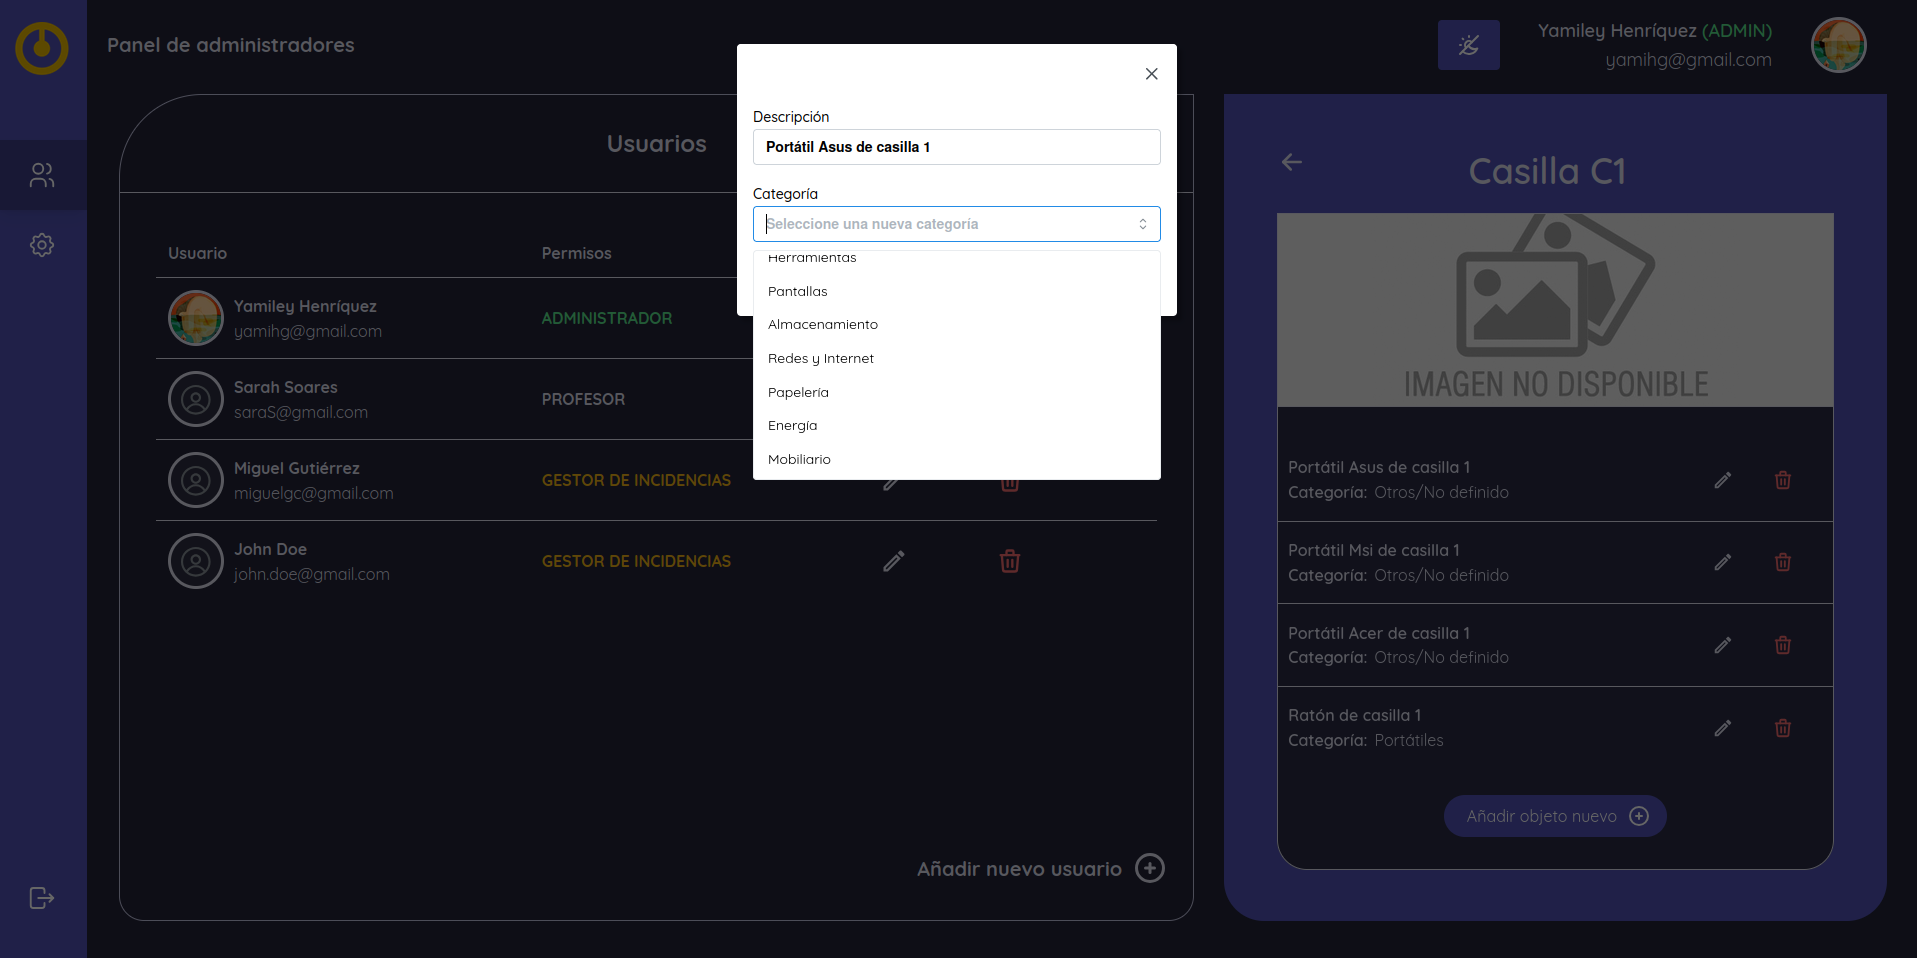 Panel de administradores
Yamiley Henríquez (ADMIN)
yamihg@gmail.com
Usuarios
Usuario
Permisos
Yamiley Henríquez
yamihg@gmail.com
ADMINISTRADOR
Sarah Soares
saraS@gmail.com
PROFESOR
Miguel Gutiérrez
miguelgc@gmail.com
GESTOR DE INCIDENCIAS
John Doe
john.doe@gmail.com
GESTOR DE INCIDENCIAS
Añadir nuevo usuario
Descripción
Portátil Asus de casilla 1
Categoría
Seleccione una nueva categoría
Herramientas
Pantallas
Almacenamiento
Redes y Internet
Papelería
Energía
Mobiliario
Casilla C1
IMAGEN NO DISPONIBLE
Portátil Asus de casilla 1
Categoría: Otros/No definido
Portátil Msi de casilla 1
Categoría: Otros/No definido
Portátil Acer de casilla 1
Categoría: Otros/No definido
Ratón de casilla 1
Categoría: Portátiles
Añadir objeto nuevo